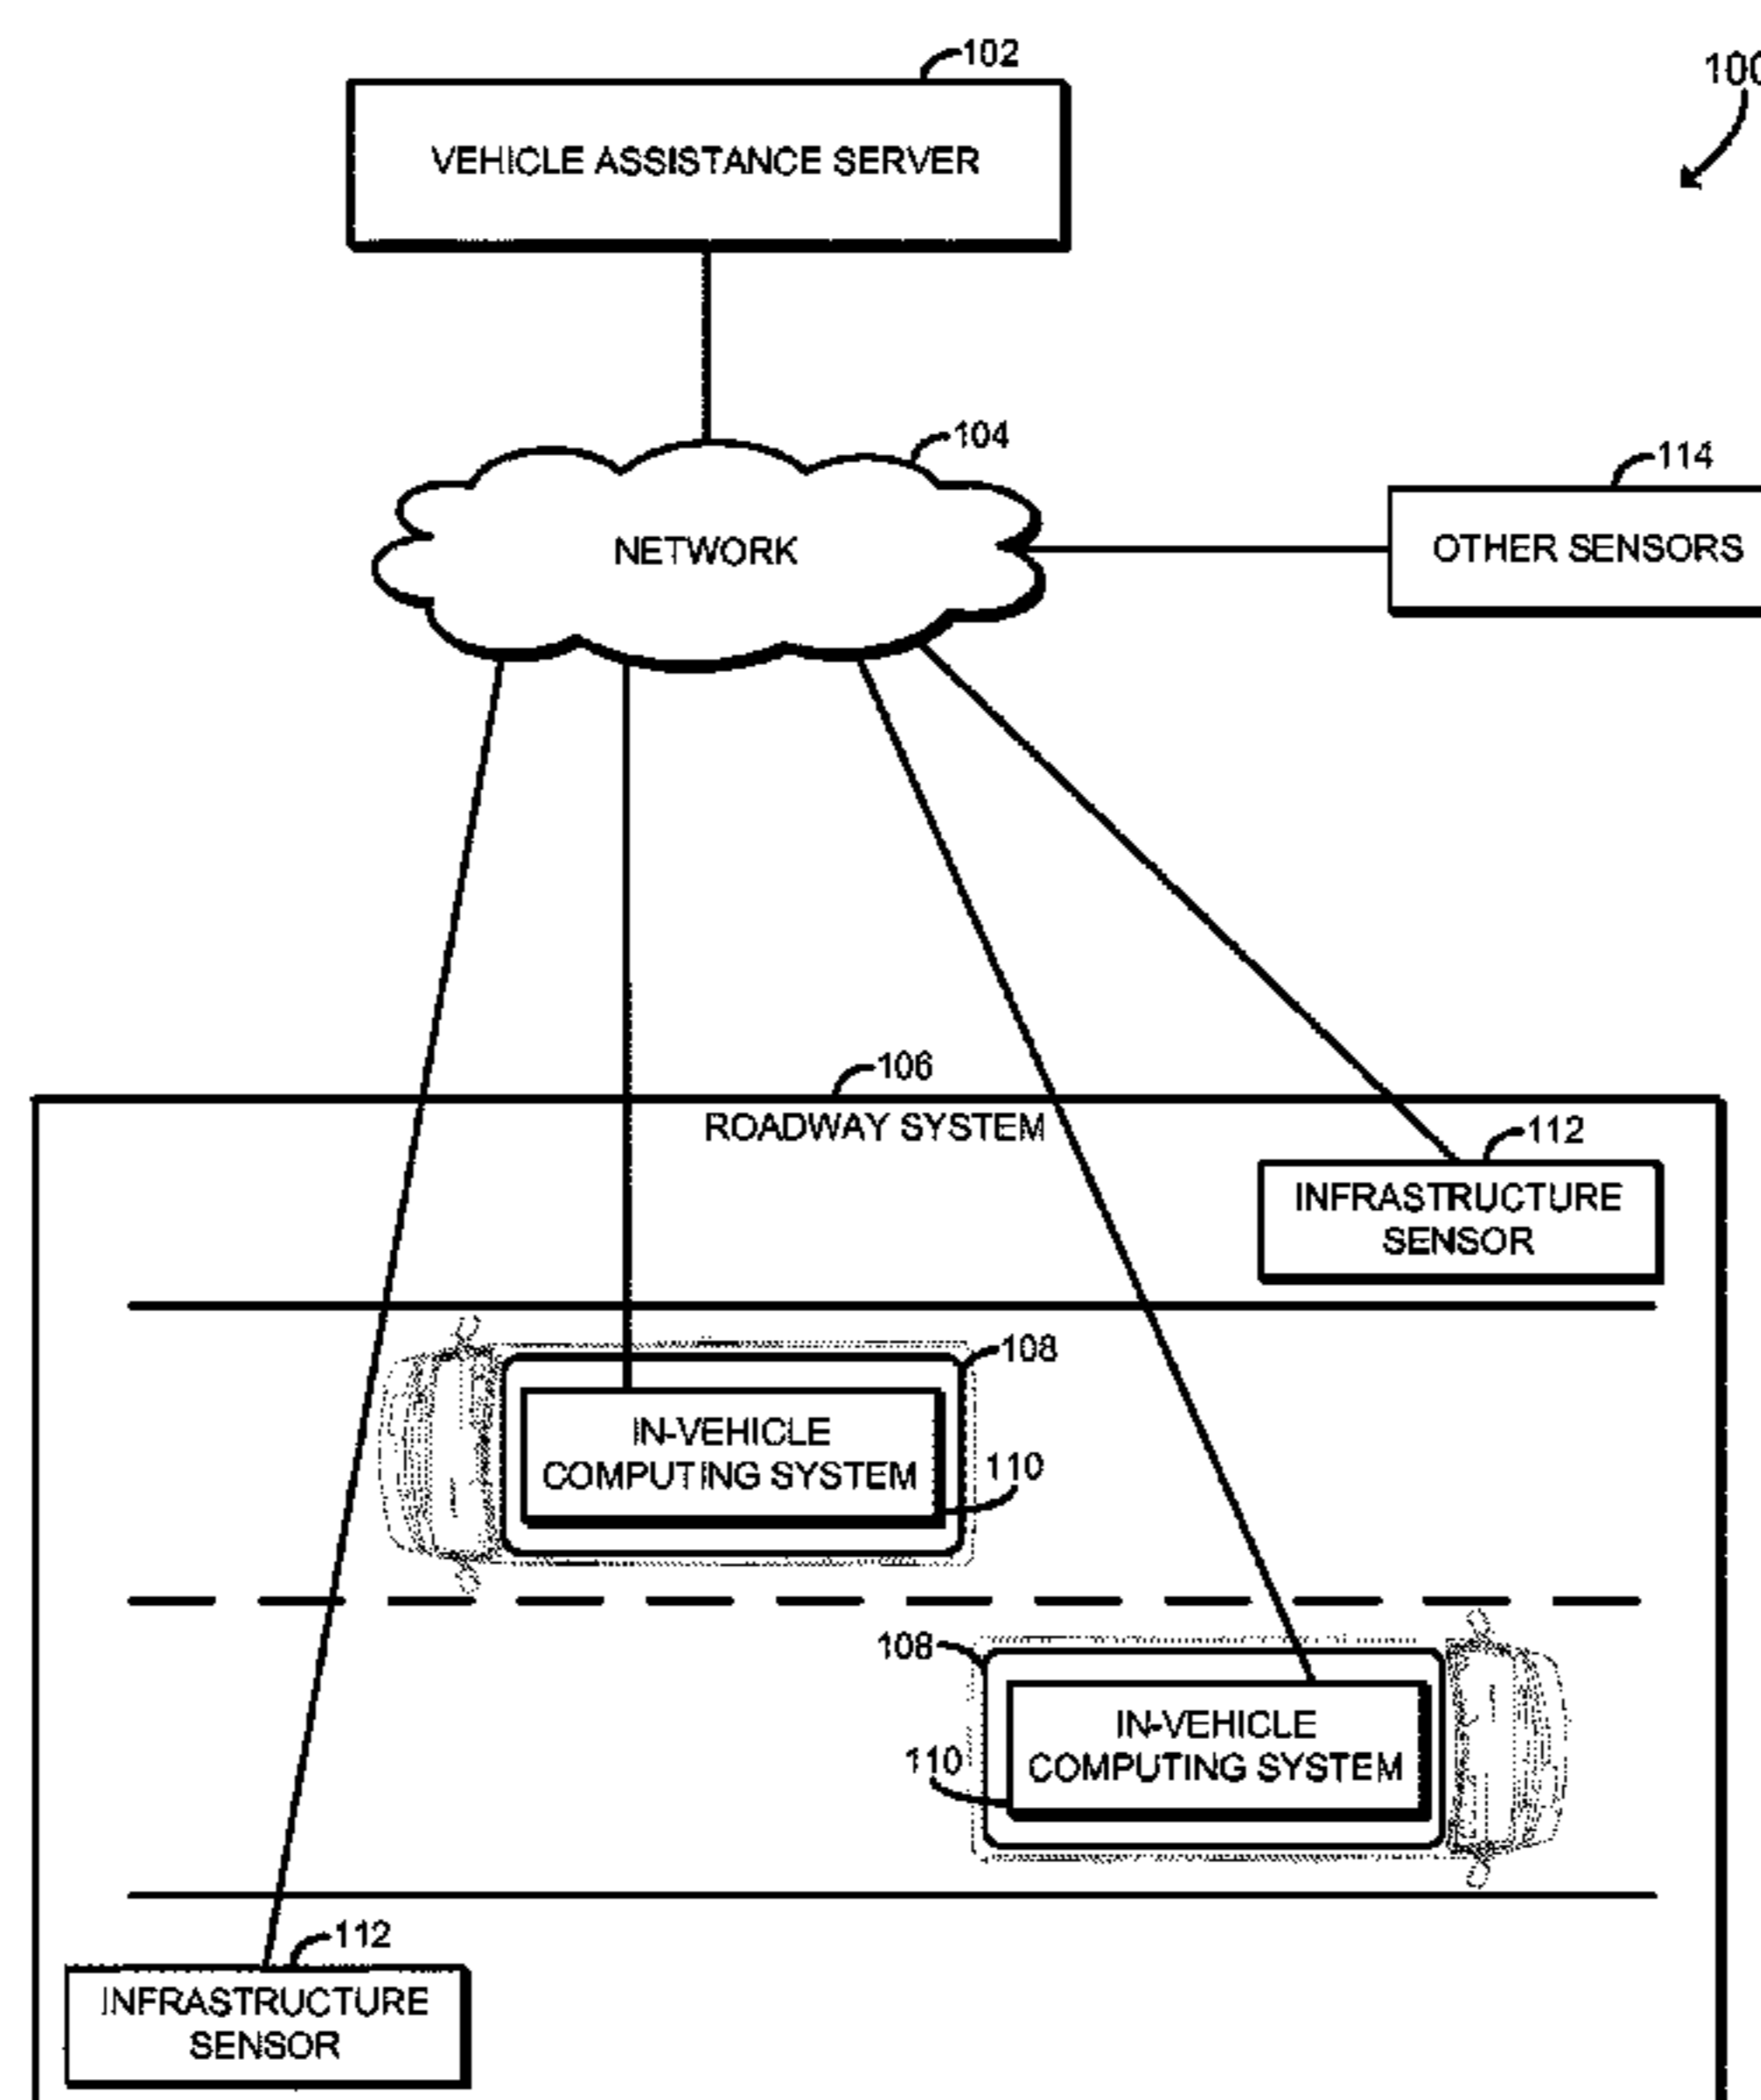 102
100
VEHICLE ASSISTANCE SERVER
104
114
NETWORK
OTHER SENSORS
106
ROADWAY SYSTEM
112
INFRASTRUCTURE
SENSOR
108
IN-VEHICLE
COMPUTING SYSTEM
110
108
IN-VEHICLE
COMPUTING SYSTEM
110
112
INFRASTRUCTURE
SENSOR